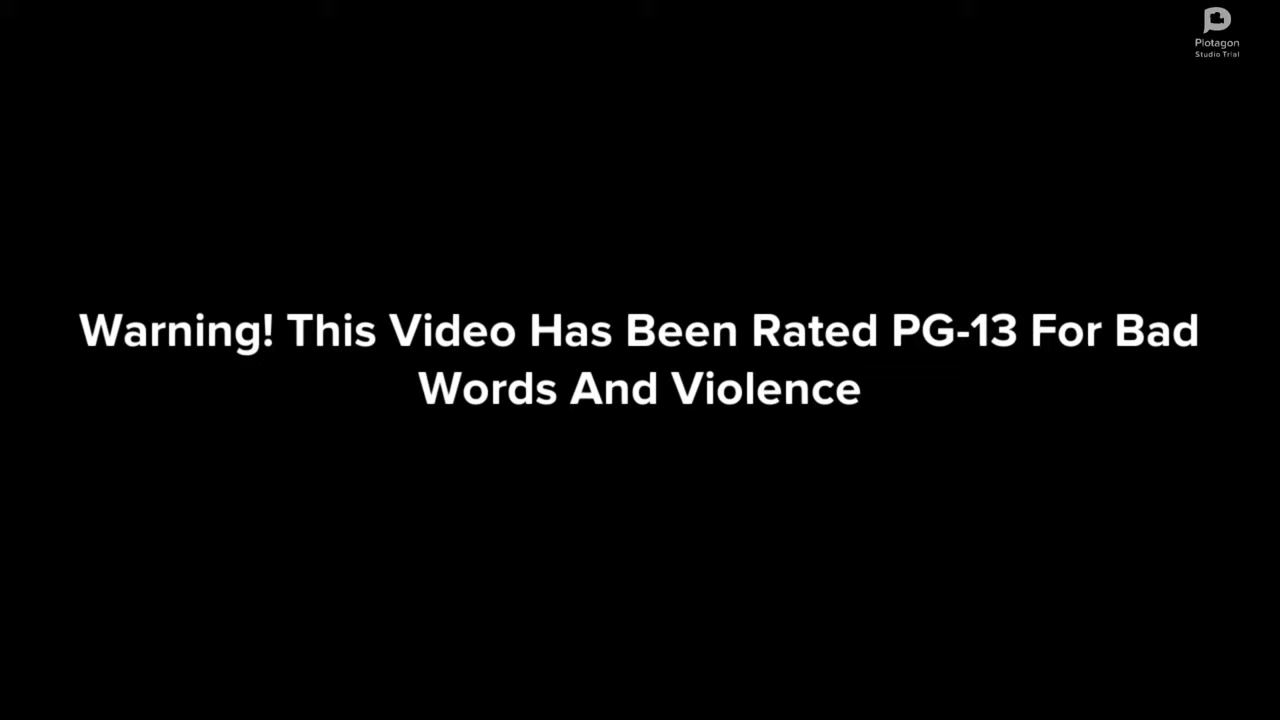 Plotagon
Studio Trial
Warning! This Video Has Been Rated PG-13 For Bad
Words And Violence